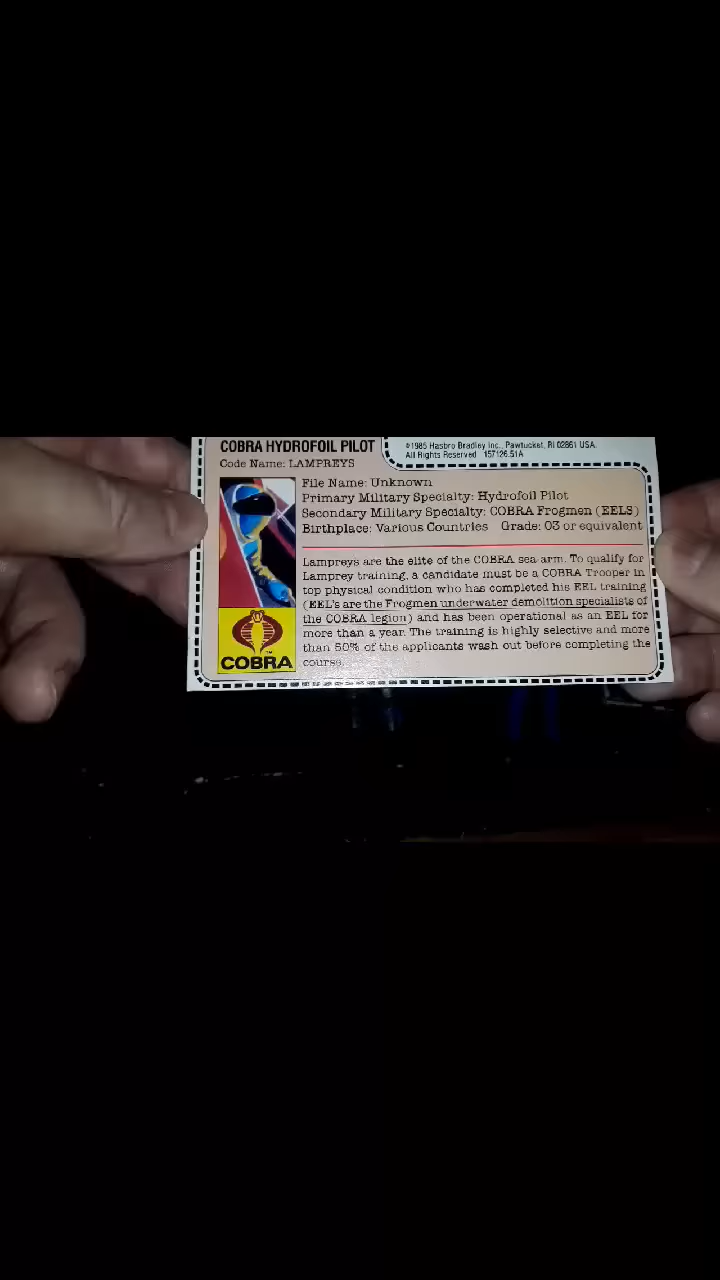 COBRA HYDROFOIL PILOT
Code Name: LAMPREYS
©1985 Hasbro Bradley Inc., Pawtucket, RI 02861 USA.
All Rights Reserved 157126.51A
File Name: Unknown
Primary Military Specialty: Hydrofoil Pilot
Secondary Military Specialty: COBRA Frogmen (EELS)
Birthplace: Various Countries Grade: 03 or equivalent
Lampreys are the elite of the COBRA sea arm. To qualify for
Lamprey training, a candidate must be a COBRA Trooper in
top physical condition who has completed his EEL training
(EEL's are the Frogmen underwater demolition specialists of
the COBRA legion) and has been operational as an EEL for
more than a year. The training is highly selective and more
than 50% of the applicants wash out before completing the
course.
TM
COBRA